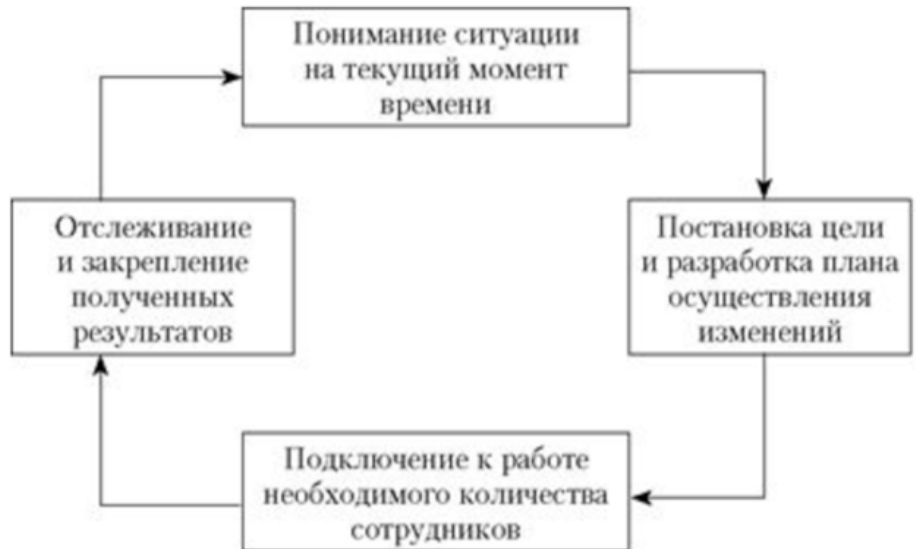 Понимание ситуации
на текущий момент
времени
Постановка цели
и разработка плана
осуществления
изменений
Подключение к работе
необходимого количества
сотрудников
Отслеживание
и закрепление
полученных
результатов